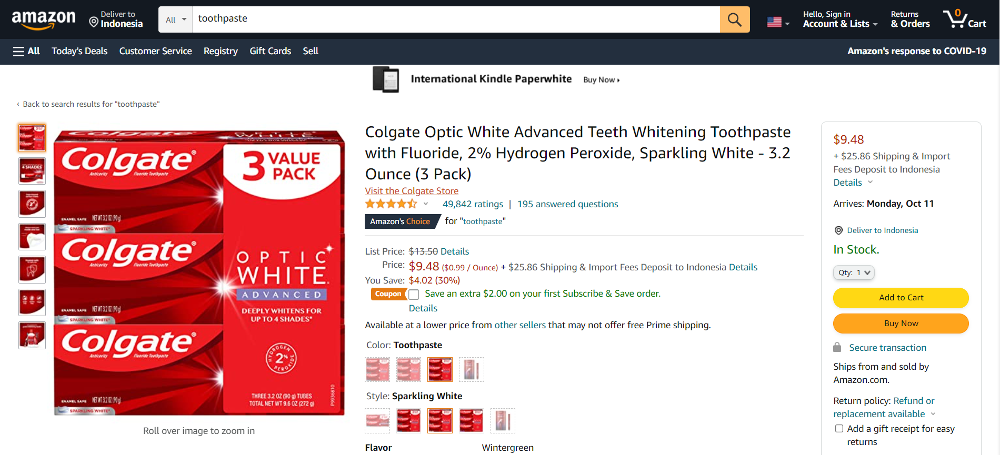 amazon
Deliver to
Indonesia
All
toothpaste
Hello, Sign in
Account & Lists
Returns
& Orders
0
Cart
All
Today's Deals
Customer Service
Registry
Gift Cards
Sell
Amazon's response to COVID-19
International Kindle Paperwhite
Buy Now
‹ Back to search results for "toothpaste"
4 SHADES
Colgate
Anticavity Fluoride Toothpaste
ENAMEL SAFE NET WT 3.2 OZ (90 g)
SPARKLING WHITE
Colgate
Anticavity Fluoride Toothpaste
ENAMEL SAFE NET WT 3.2 OZ (90 g)
SPARKLING WHITE
Colgate
Anticavity Fluoride Toothpaste
ENAMEL SAFE NET WT 3.2 OZ (90 g)
SPARKLING WHITE
3 VALUE
PACK
OPTIC
WHITE
ADVANCED
DEEPLY WHITENS FOR
UP TO 4 SHADES*
HYDROGEN
2%
PEROXIDE
THREE 3.2 OZ (90 g) TUBES
TOTAL NET WT 9.6 OZ (272 g)
P9936810
Roll over image to zoom in
Colgate Optic White Advanced Teeth Whitening Toothpaste
with Fluoride, 2% Hydrogen Peroxide, Sparkling White - 3.2
Ounce (3 Pack)
Visit the Colgate Store
49,842 ratings | 195 answered questions
Amazon's Choice for "toothpaste"
List Price: $13.50 Details
Price: $9.48 ($0.99 / Ounce) + $25.86 Shipping & Import Fees Deposit to Indonesia Details
You Save: $4.02 (30%)
Coupon Save an extra $2.00 on your first Subscribe & Save order.
Details
Available at a lower price from other sellers that may not offer free Prime shipping.
Color: Toothpaste
Style: Sparkling White
Flavor Wintergreen
$9.48
+ $25.86 Shipping & Import
Fees Deposit to Indonesia
Details
Arrives: Monday, Oct 11
Deliver to Indonesia
In Stock.
Qty: 1
Add to Cart
Buy Now
Secure transaction
Ships from and sold by
Amazon.com.
Return policy: Refund or
replacement available
Add a gift receipt for easy
returns